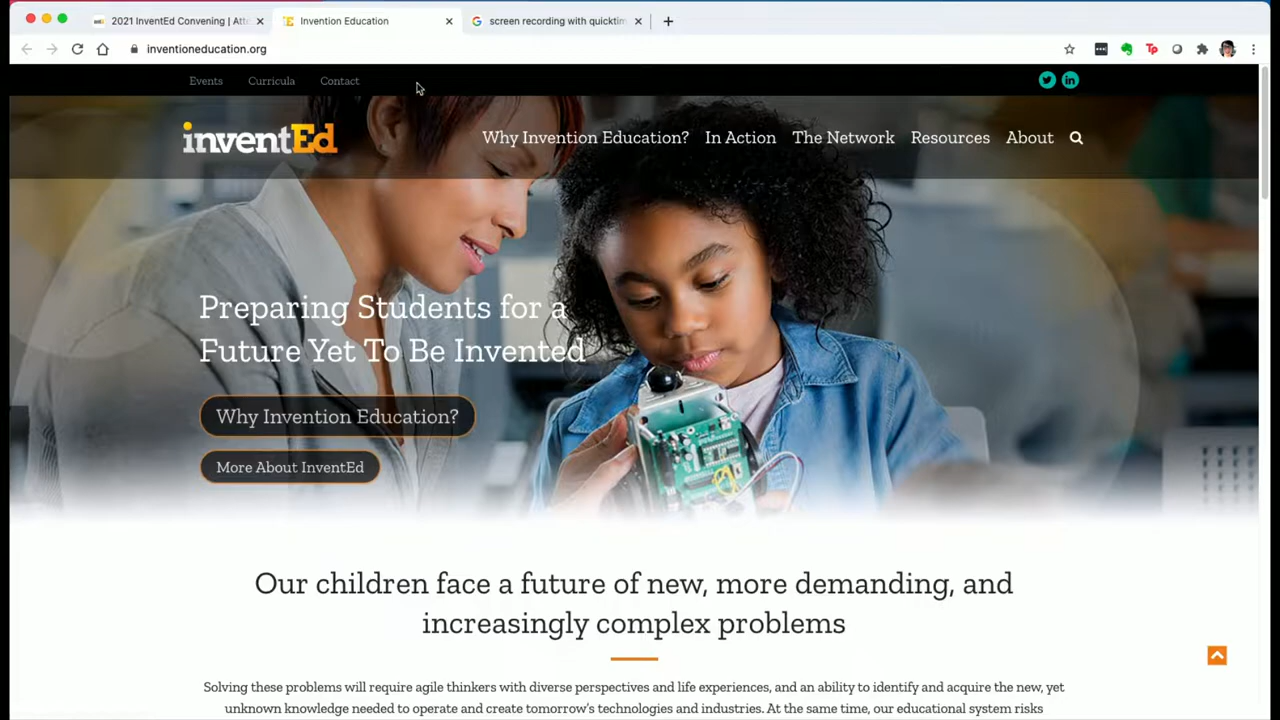 2021 InventEd Convening | Atte
Invention Education
screen recording with quicktim
inventioneducation.org
Events Curricula Contact
inventEd
Why Invention Education? In Action The Network Resources About
Preparing Students for a
Future Yet To Be Invented
Why Invention Education?
More About InventEd
Our children face a future of new, more demanding, and
increasingly complex problems
Solving these problems will require agile thinkers with diverse perspectives and life experiences, and an ability to identify and acquire the new, yet
unknown knowledge needed to operate and create tomorrow's technologies and industries. At the same time, our educational system risks